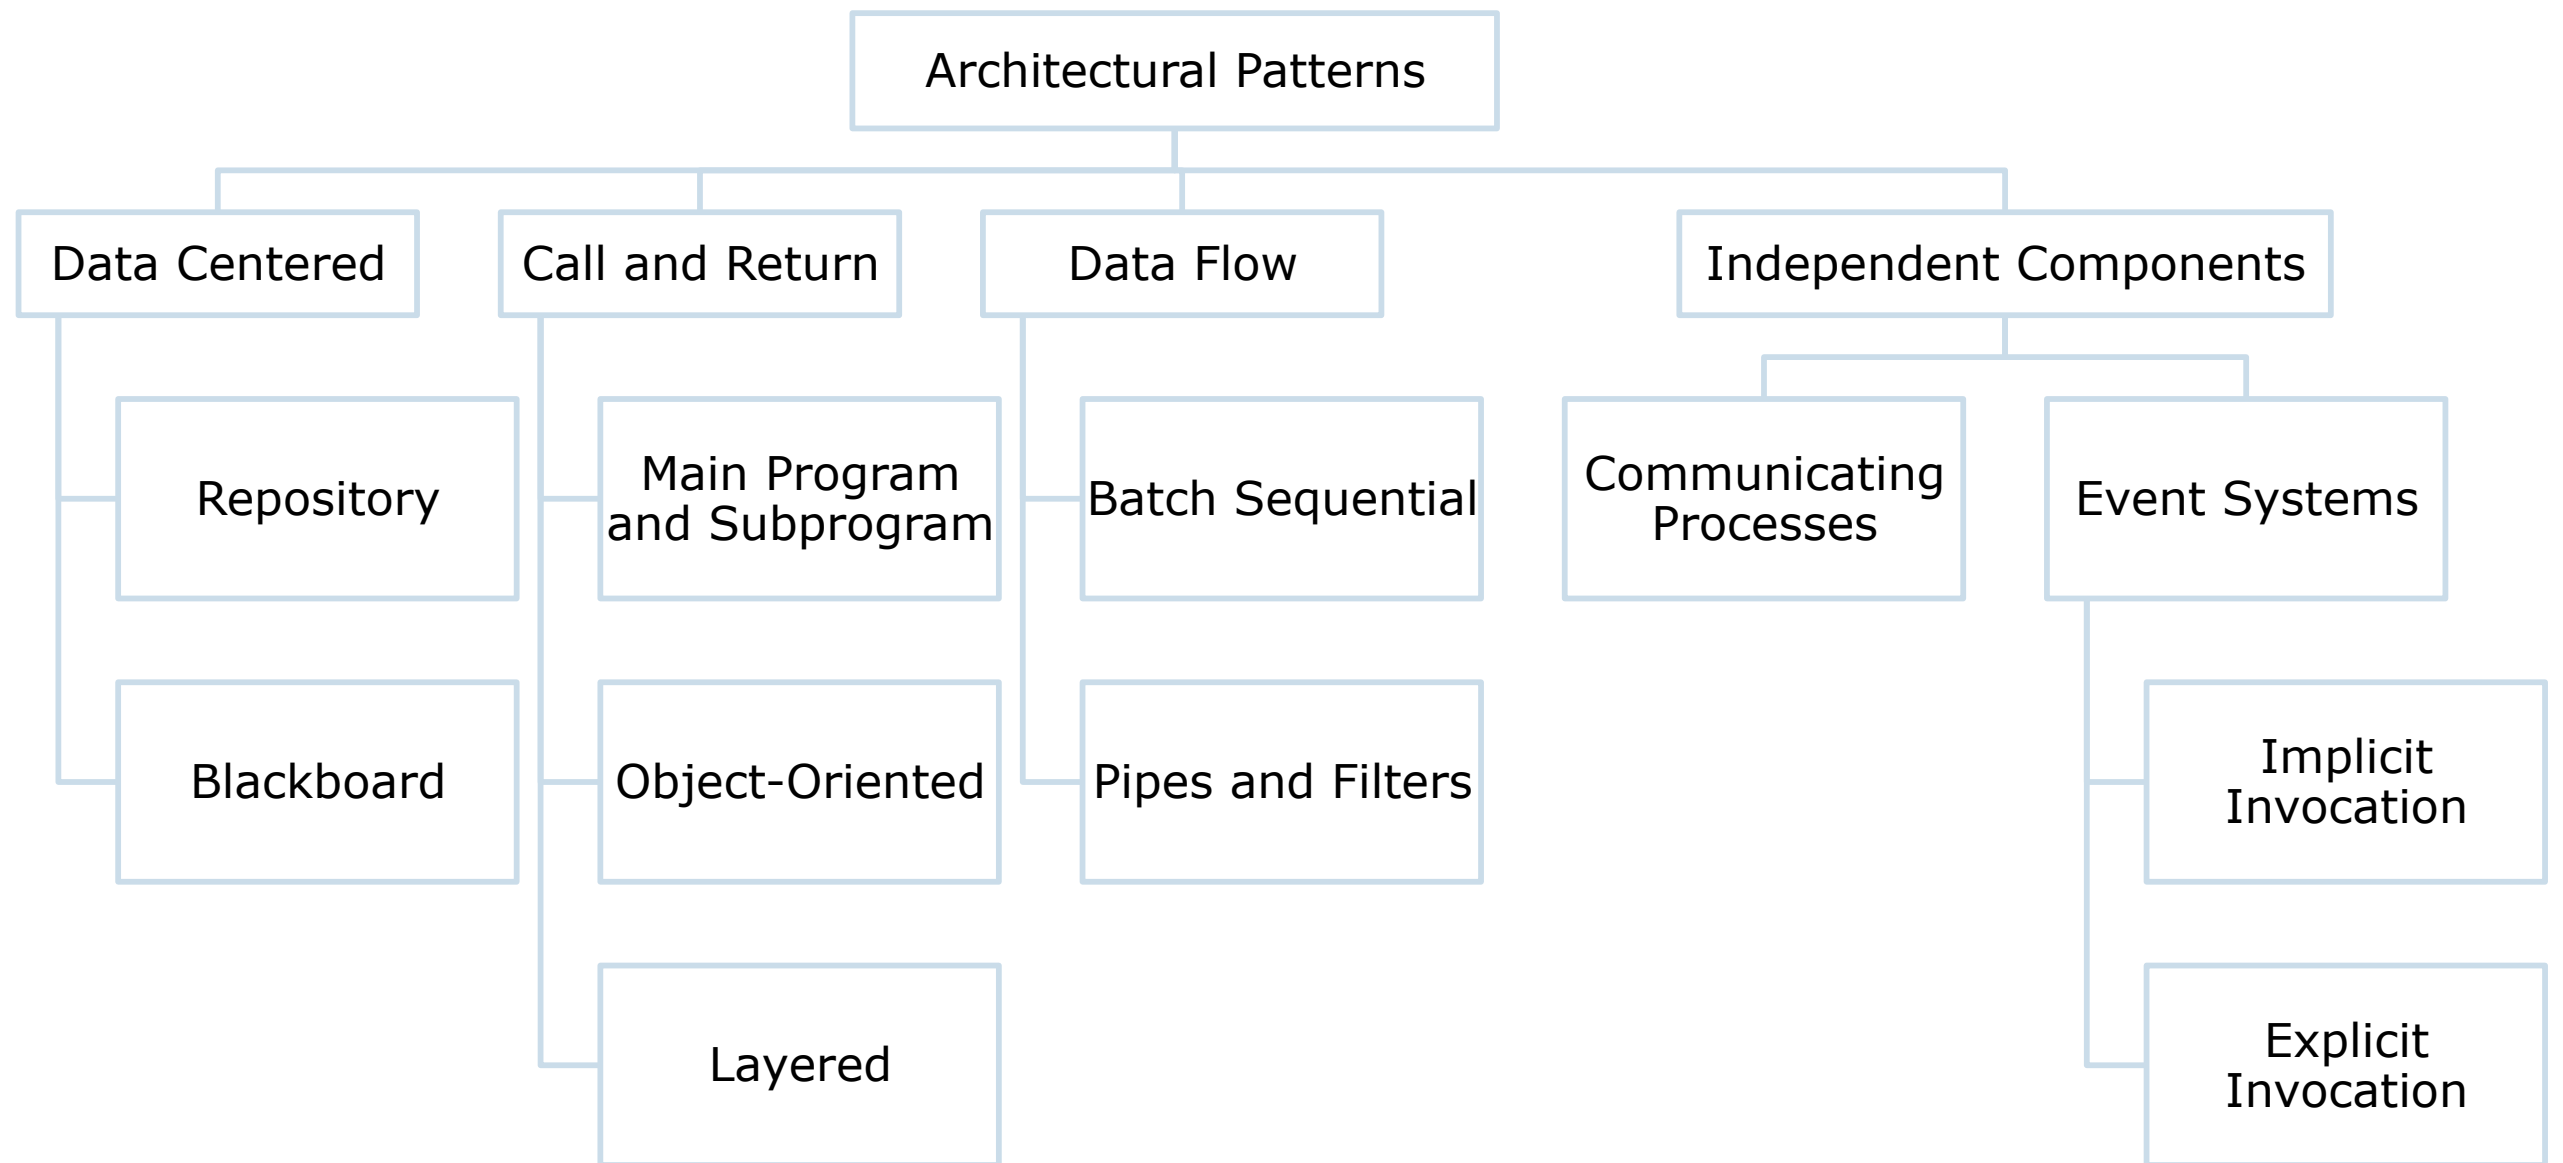 Architectural Patterns
Data Centered
Call and Return
Data Flow
Independent Components
Repository
Main Program
and Subprogram
Batch Sequential
Communicating
Processes
Event Systems
Blackboard
Object-Oriented
Pipes and Filters
Implicit
Invocation
Layered
Explicit
Invocation